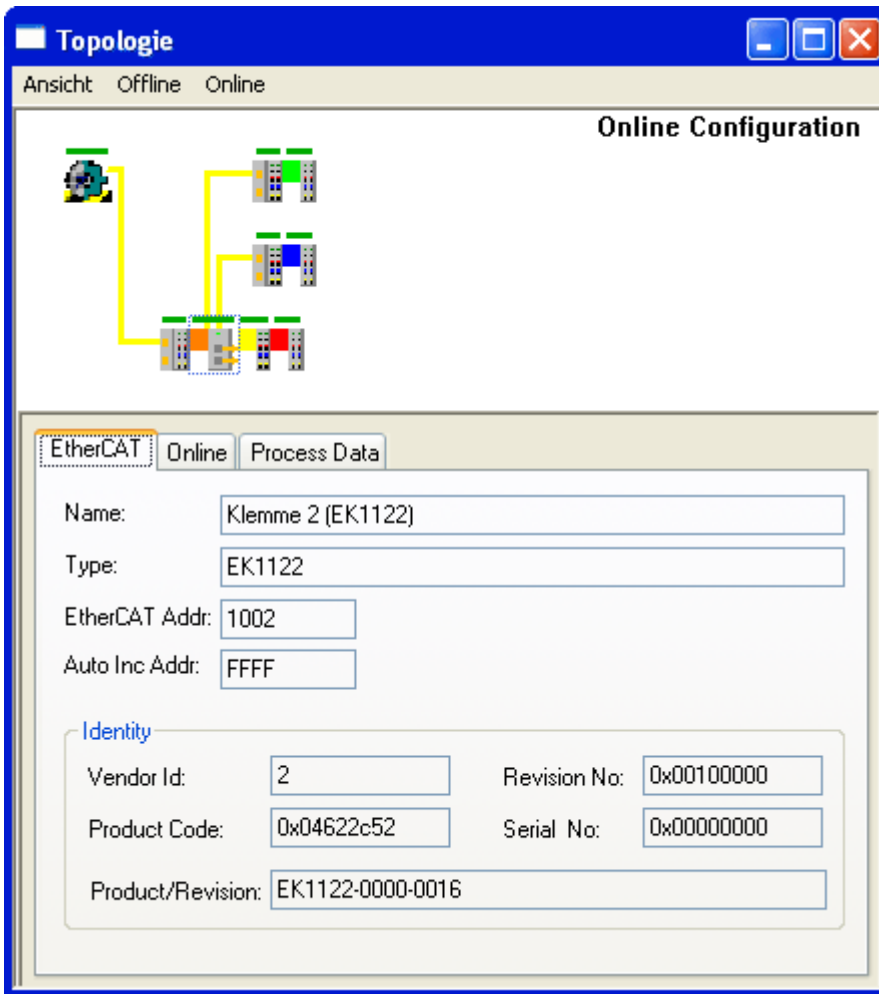 Topologie
Ansicht Offline Online
Online Configuration
EtherCAT Online Process Data
Name: Klemme 2 (EK1122)
Type: EK1122
EtherCAT Addr: 1002
Auto Inc Addr: FFFF
Identity
Vendor Id: 2 Revision No: 0x00100000
Product Code: 0x04622c52 Serial No: 0x00000000
Product/Revision: EK1122-0000-0016